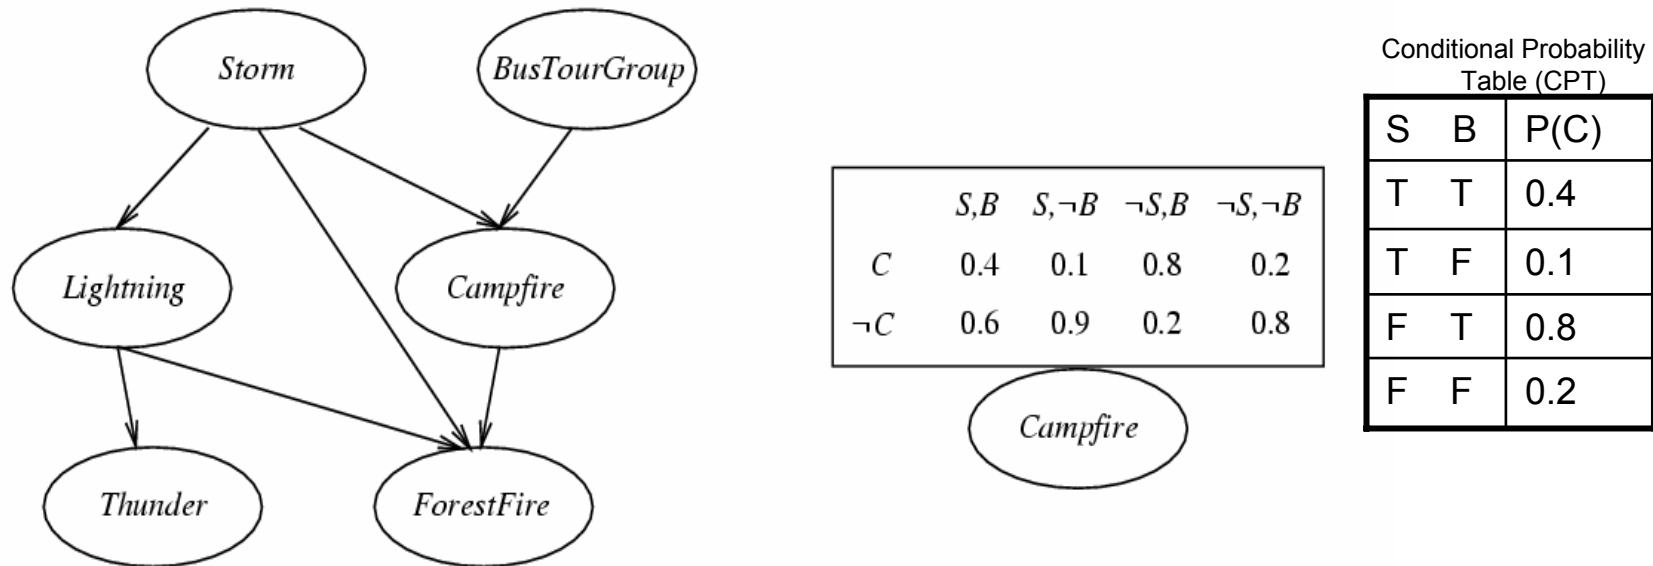 Storm
BusTourGroup
Lightning
Campfire
Thunder
ForestFire
S,B S,¬B ¬S,B ¬S,¬B
C 0.4 0.1 0.8 0.2
¬C 0.6 0.9 0.2 0.8
Campfire
Conditional Probability
Table (CPT)
S B P(C)
T T 0.4
T F 0.1
F T 0.8
F F 0.2